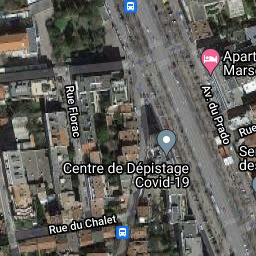 Apart
Mars
Rue Florac
Av. du Prado
Rue
Centre de Dépistage
Covid-19
Se
des
Rue du Chalet